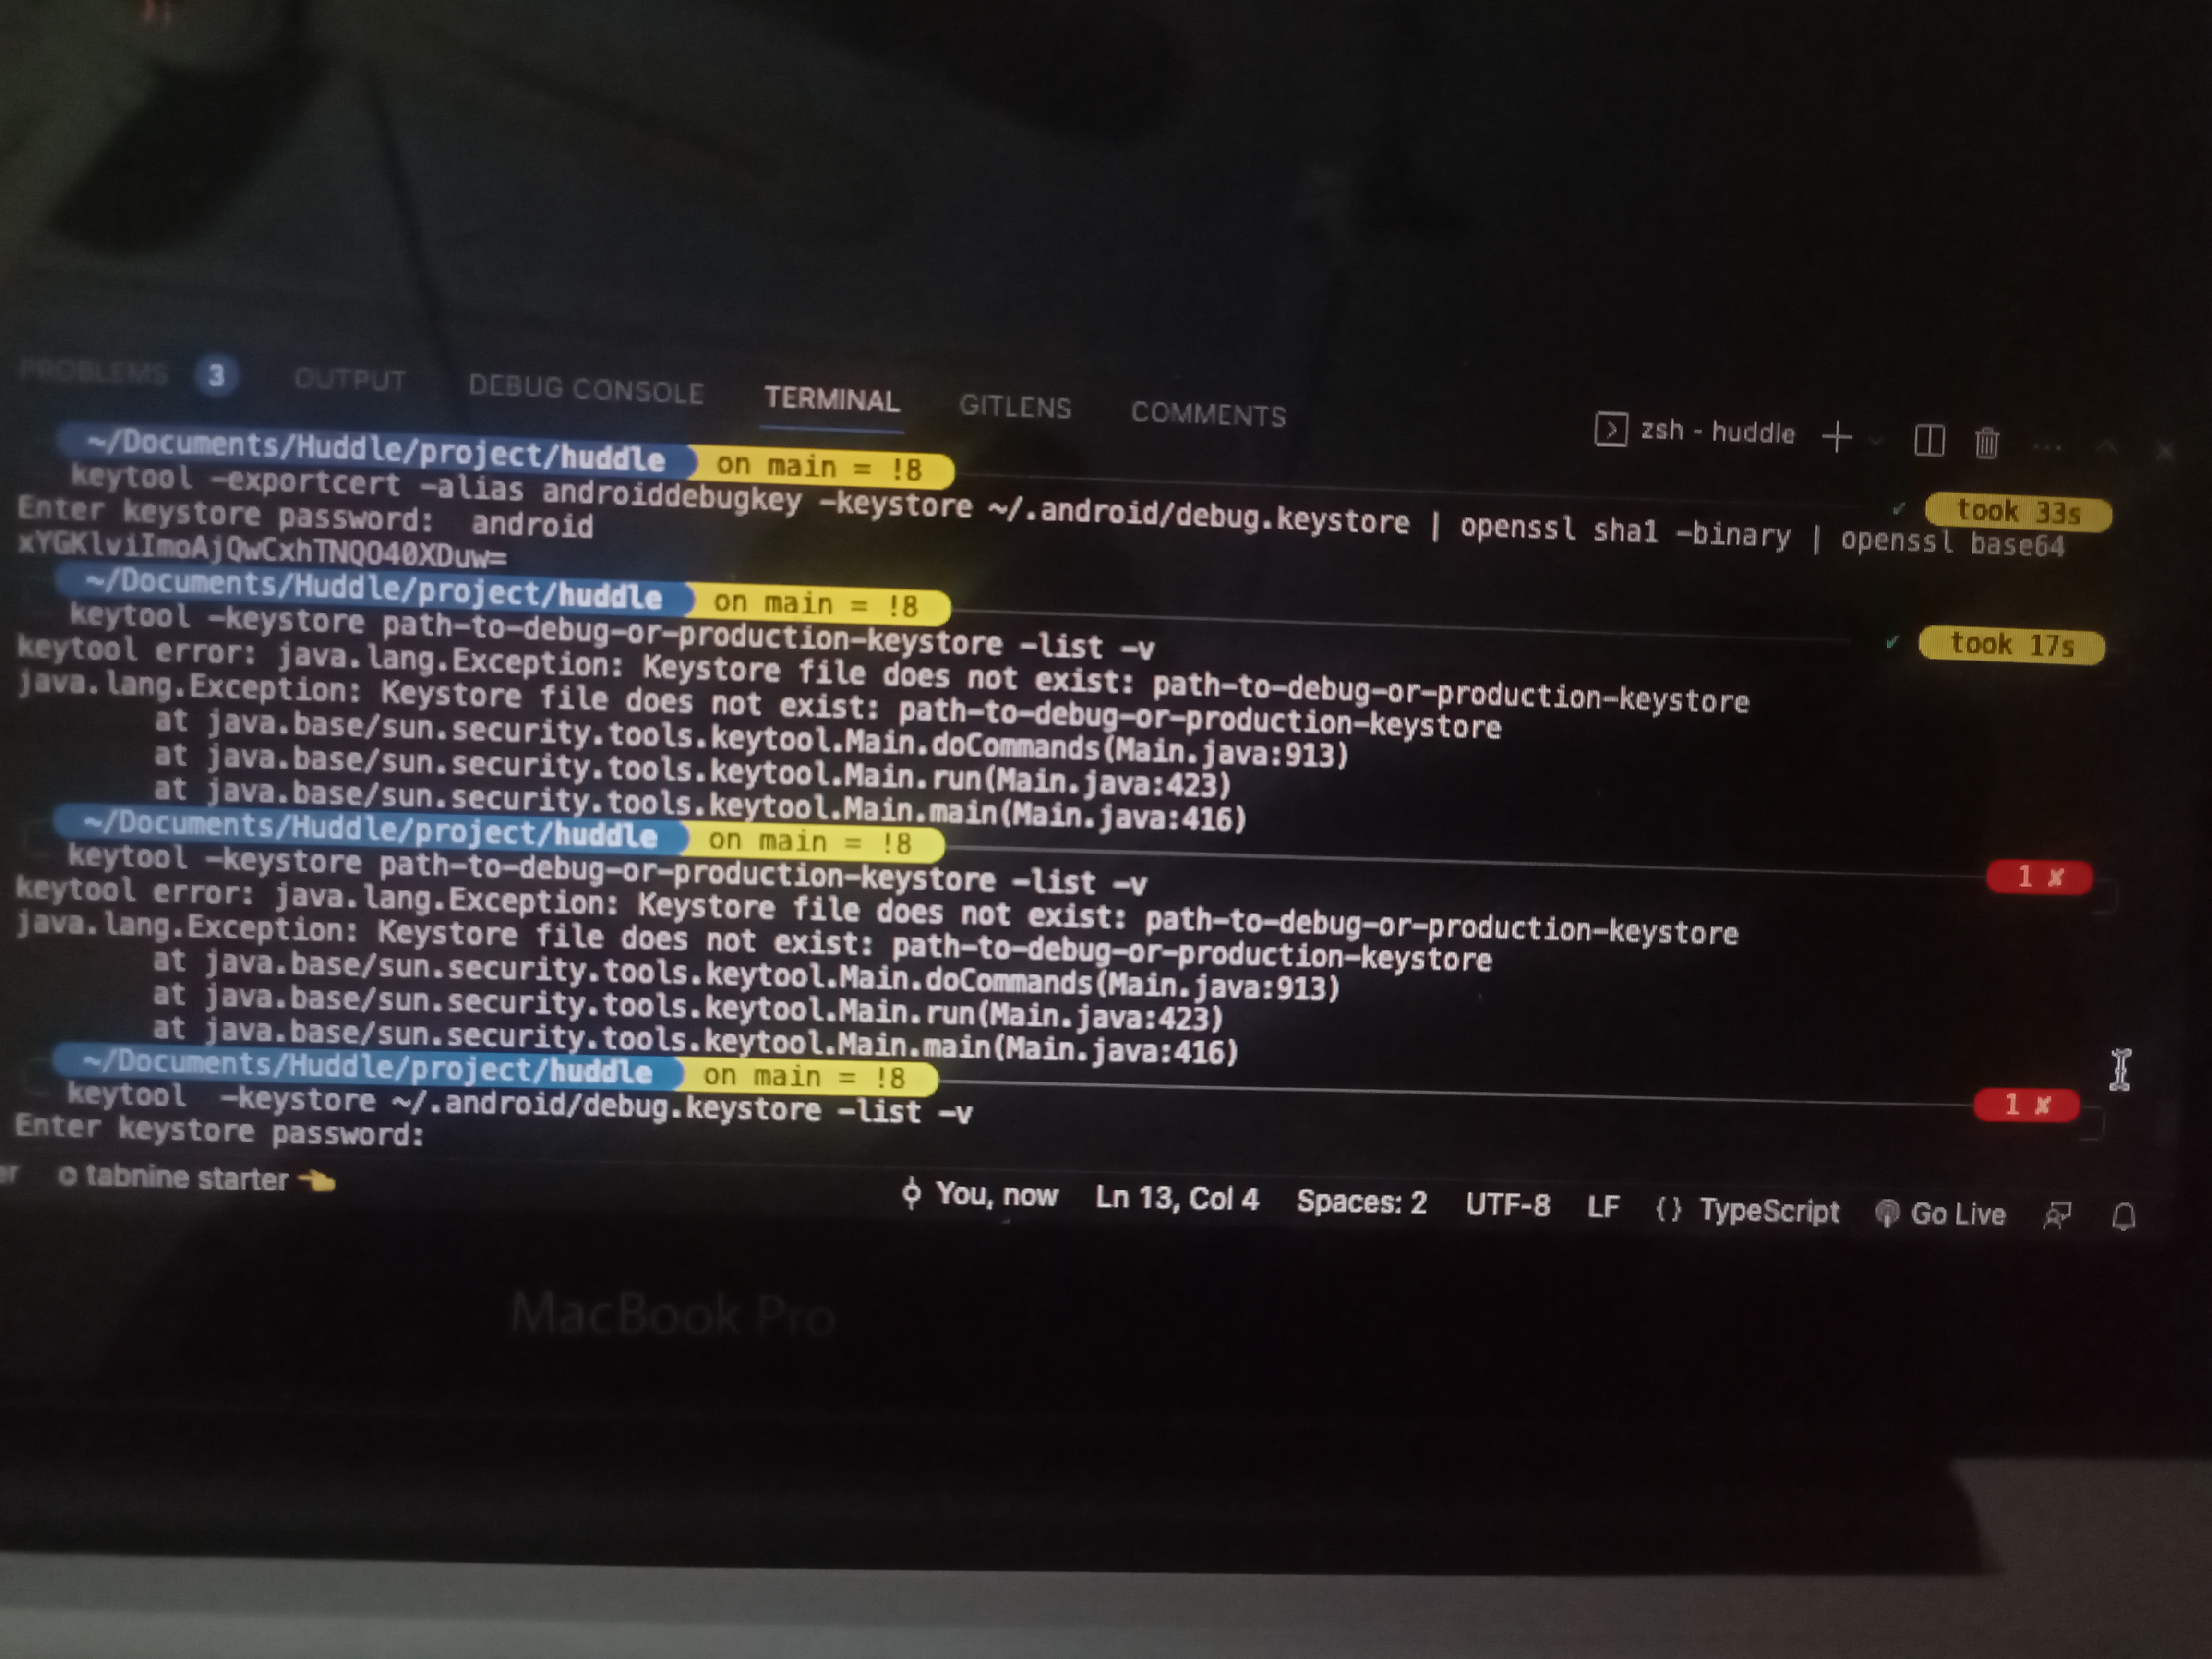 PROBLEMS 3 OUTPUT DEBUG CONSOLE TERMINAL GITLENS COMMENTS
zsh - huddle
~/Documents/Huddle/project/huddle on main = !8
took 33s
keytool -exportcert -alias androiddebugkey -keystore ~/.android/debug.keystore | openssl sha1 -binary | openssl base64
Enter keystore password: android
xYGKlviImoAjQwCxhTNQO40XDuw=
~/Documents/Huddle/project/huddle on main = !8
took 17s
keytool -keystore path-to-debug-or-production-keystore -list -v
keytool error: java.lang.Exception: Keystore file does not exist: path-to-debug-or-production-keystore
java.lang.Exception: Keystore file does not exist: path-to-debug-or-production-keystore
at java.base/sun.security.tools.keytool.Main.doCommands(Main.java:913)
at java.base/sun.security.tools.keytool.Main.run(Main.java:423)
at java.base/sun.security.tools.keytool.Main.main(Main.java:416)
~/Documents/Huddle/project/huddle on main = !8
1 ✘
keytool -keystore path-to-debug-or-production-keystore -list -v
keytool error: java.lang.Exception: Keystore file does not exist: path-to-debug-or-production-keystore
java.lang.Exception: Keystore file does not exist: path-to-debug-or-production-keystore
at java.base/sun.security.tools.keytool.Main.doCommands(Main.java:913)
at java.base/sun.security.tools.keytool.Main.run(Main.java:423)
at java.base/sun.security.tools.keytool.Main.main(Main.java:416)
~/Documents/Huddle/project/huddle on main = !8
1 ✘
keytool  -keystore ~/.android/debug.keystore -list -v
Enter keystore password:
er tabnine starter 👈 You, now Ln 13, Col 4 Spaces: 2 UTF-8 LF {} TypeScript Go Live
MacBook Pro